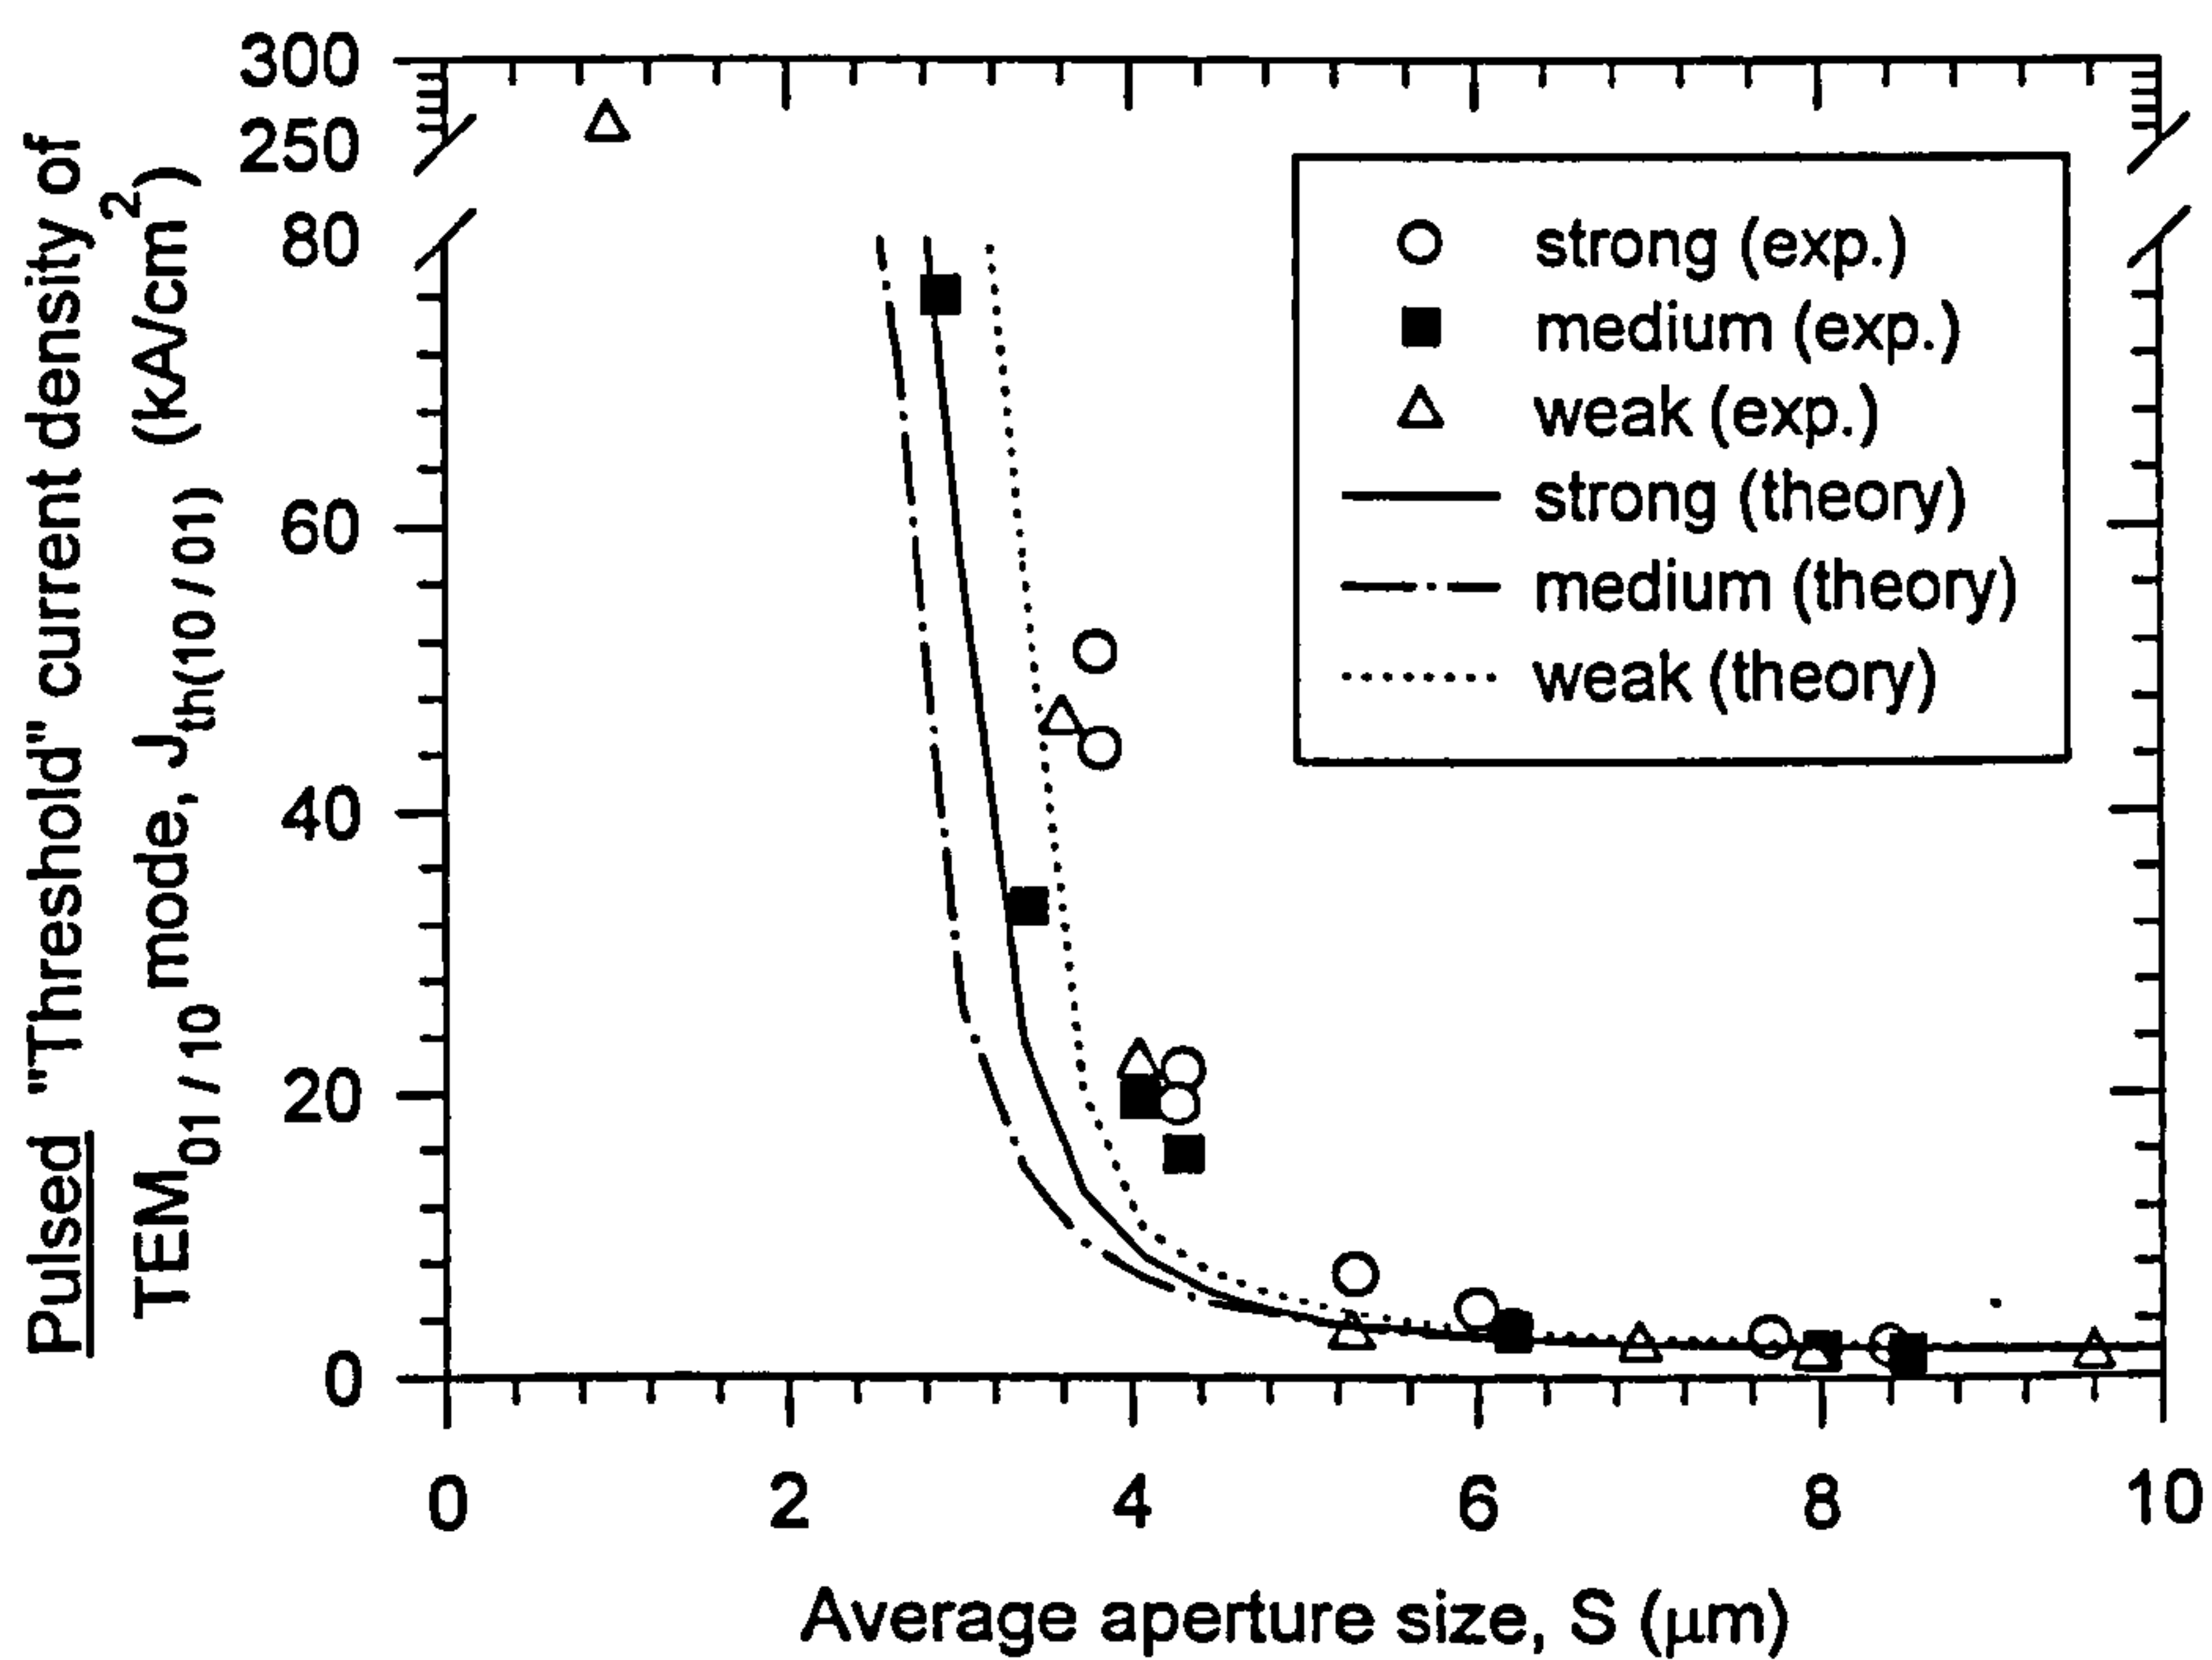 Pulsed "Threshold" current density of
TEM01/10 mode, Jth(10/01) (kA/cm2)
300
250
80
60
40
20
0
strong (exp.)
medium (exp.)
weak (exp.)
strong (theory)
medium (theory)
weak (theory)
0 2 4 6 8 10
Average aperture size, S (μm)